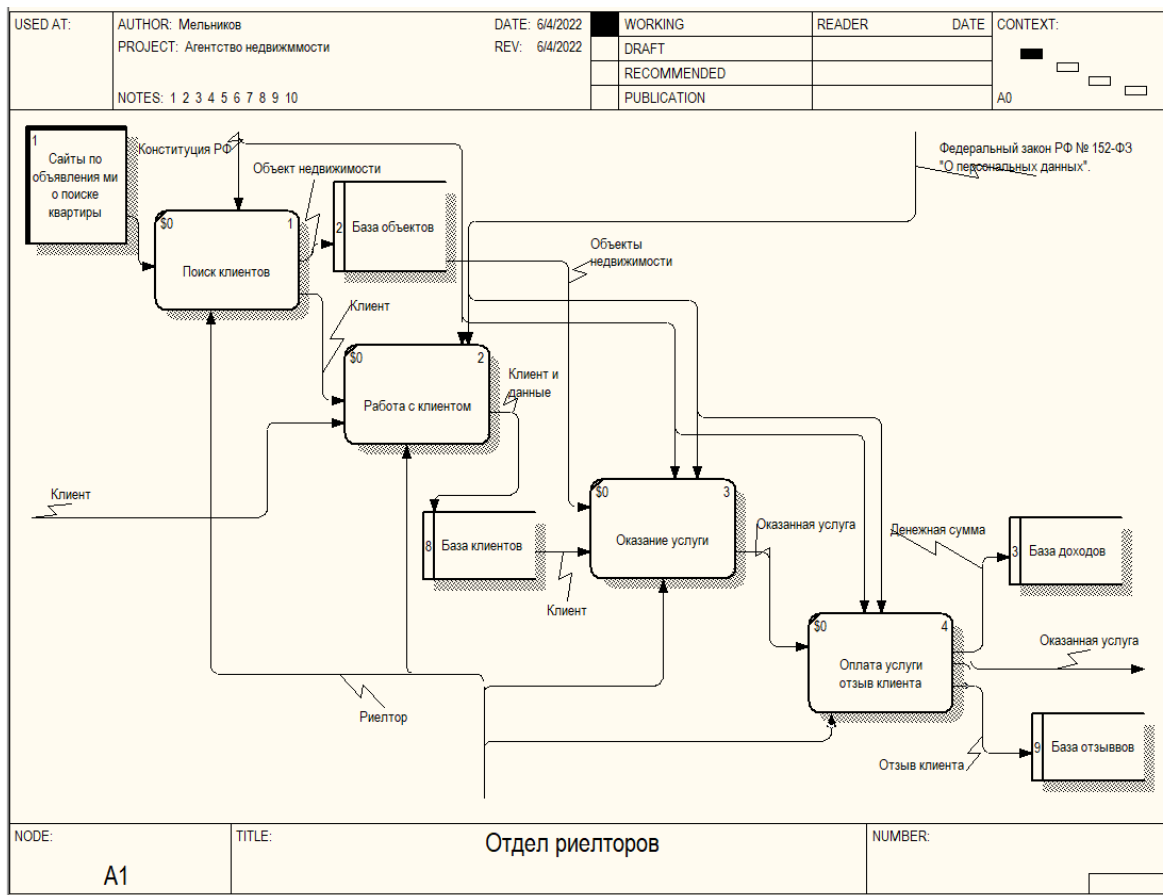 USED AT:
AUTHOR: Мельников
DATE: 6/4/2022
PROJECT: Агентство недвижммости
REV: 6/4/2022
NOTES: 1 2 3 4 5 6 7 8 9 10
WORKING
DRAFT
RECOMMENDED
PUBLICATION
READER
DATE
CONTEXT:
A0
1
Сайты по
объявления ми
о поиске
квартиры
Конституция РФ
Объект недвижимости
Федеральный закон РФ № 152-ФЗ
"О персональных данных".
$0
1
Поиск клиентов
2
База объектов
Объекты
недвижимости
Клиент
$0
2
Работа с клиентом
Клиент и
данные
Клиент
8
База клиентов
Клиент
$0
3
Оказание услуги
Оказанная услуга
Денежная сумма
3
База доходов
$0
4
Оплата услуги
отзыв клиента
Оказанная услуга
Риелтор
Отзыв клиента
9
База отзыввов
NODE:
A1
TITLE:
Отдел риелторов
NUMBER: